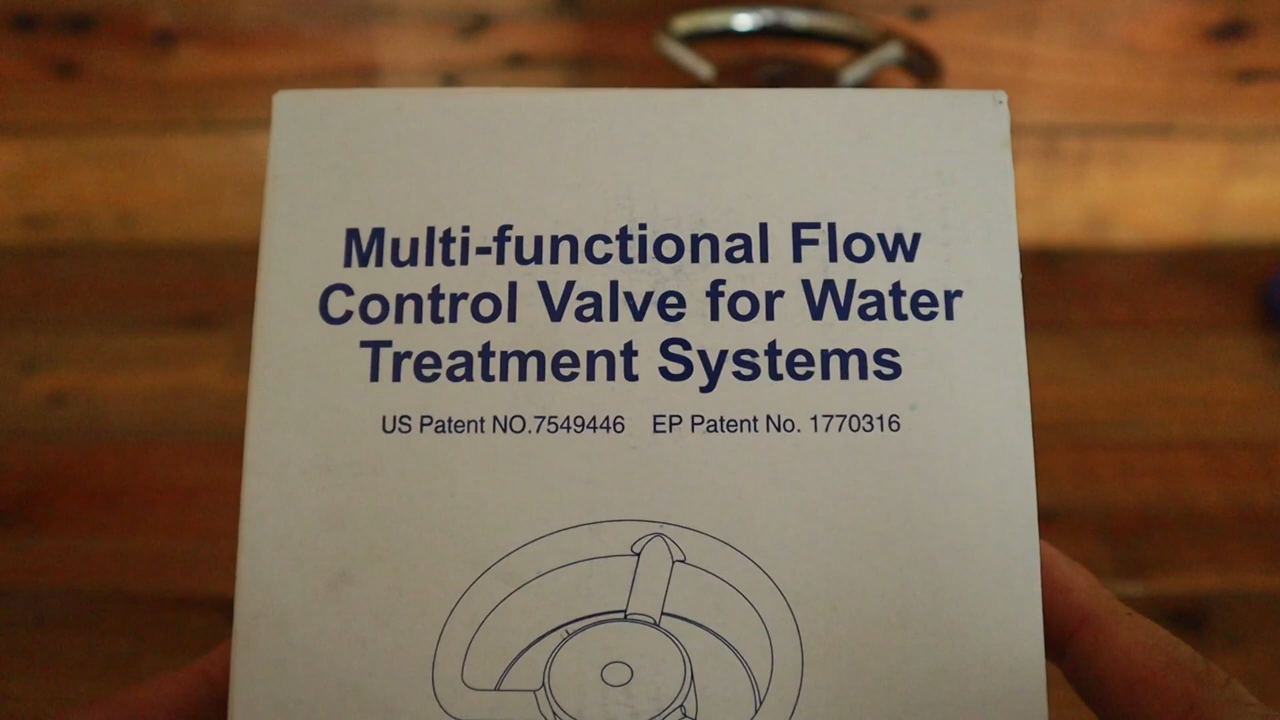 Multi-functional Flow
Control Valve for Water
Treatment Systems
US Patent NO.7549446 EP Patent No. 1770316